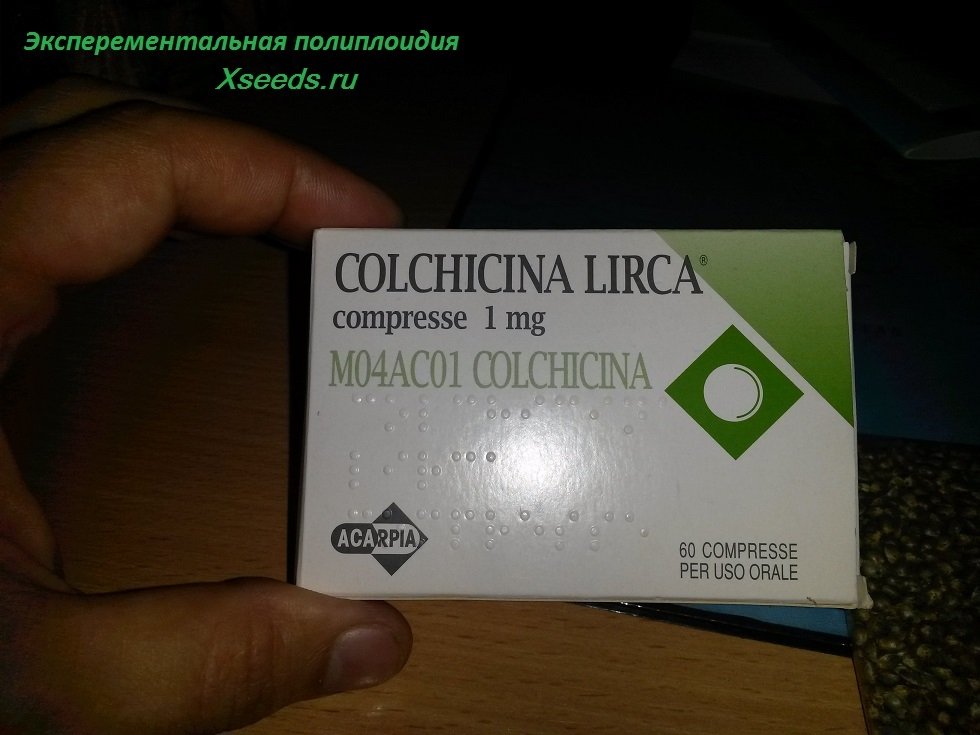 Эксперементальная полиплоидия
Xseeds.ru
COLCHICINA LIRCA®
compresse 1 mg
M04AC01 COLCHICINA
ACARPIA
60 COMPRESSE
PER USO ORALE